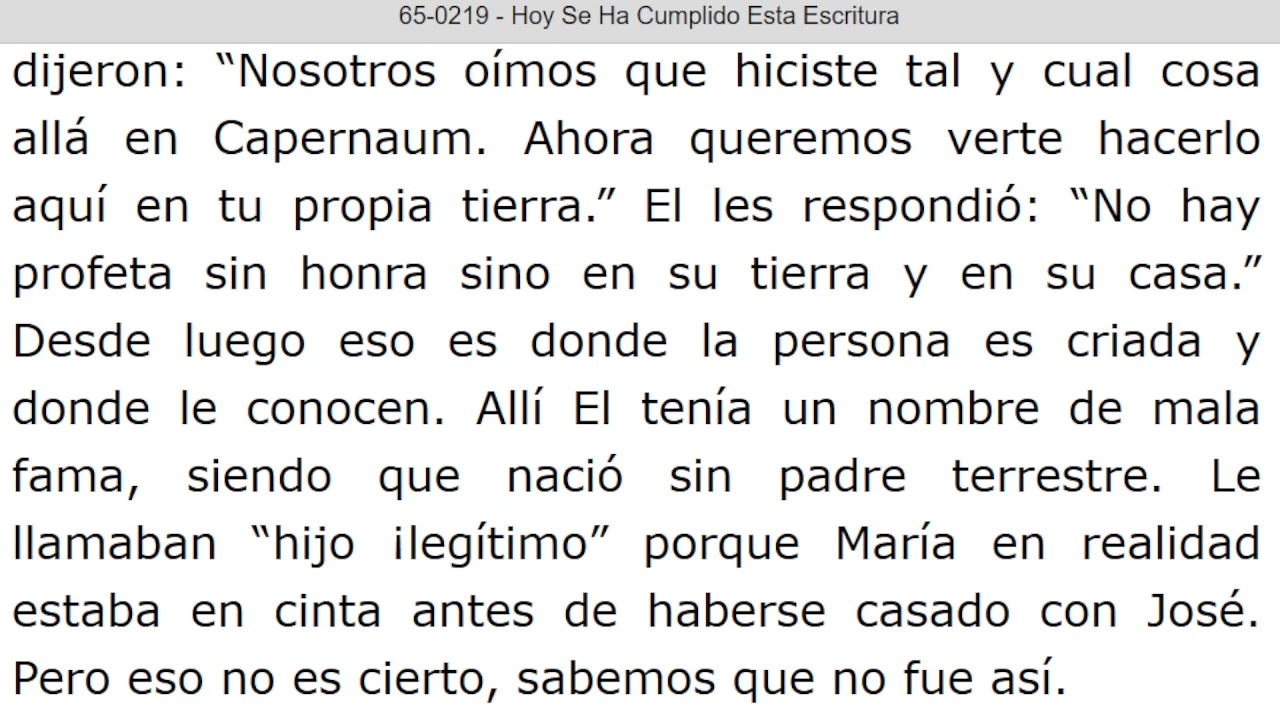 65-0219 - Hoy Se Ha Cumplido Esta Escritura
dijeron: “Nosotros oímos que hiciste tal y cual cosa
allá en Capernaum. Ahora queremos verte hacerlo
aquí en tu propia tierra.” El les respondió: “No hay
profeta sin honra sino en su tierra y en su casa.”
Desde luego eso es donde la persona es criada y
donde le conocen. Allí El tenía un nombre de mala
fama, siendo que nació sin padre terrestre. Le
llamaban “hijo ilegítimo” porque María en realidad
estaba en cinta antes de haberse casado con José.
Pero eso no es cierto, sabemos que no fue así.